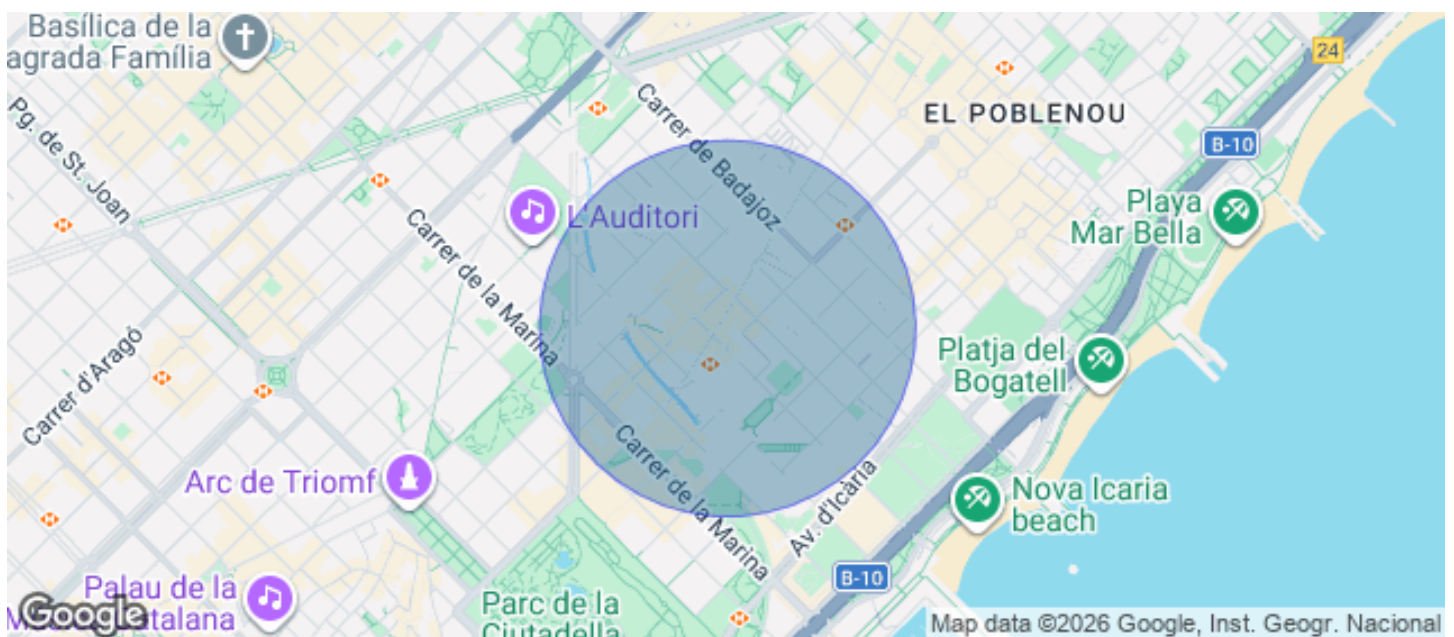 Basílica de la
agrada Família
24
Carrer de Badajoz
EL POBLENOU
Pg. de St. Joan
B-10
Playa
Mar Bella
L'Auditori
Carrer de la Marina
Carrer d'Aragó
Platja del
Bogatell
Carrer de la Marina
Arc de Triomf
Av. d'Icària
Nova Icaria
beach
B-10
Palau de la
atalana
Google
Parc de la
Ciutadella
Map data ©2026 Google, Inst. Geogr. Nacional